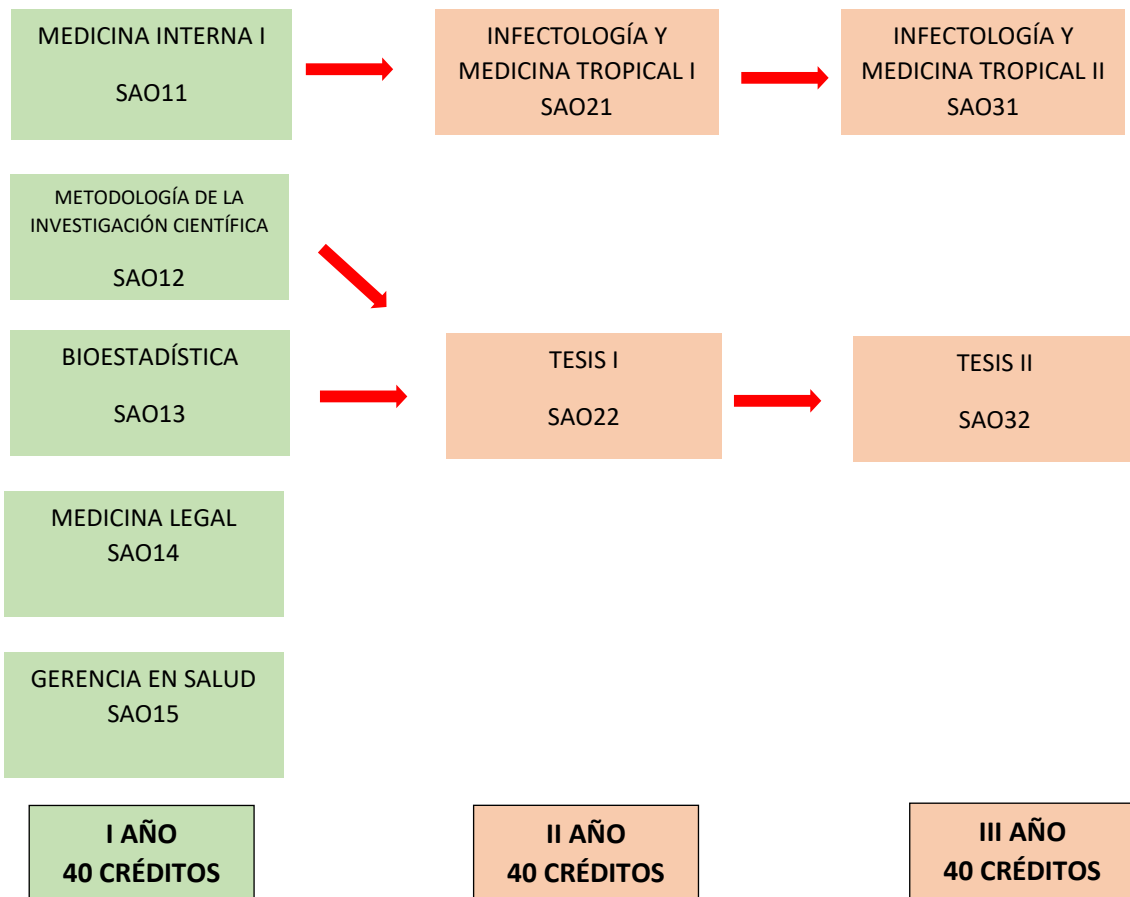 MEDICINA INTERNA I
SAO11
INFECTOLOGÍA Y
MEDICINA TROPICAL I
SAO21
INFECTOLOGÍA Y
MEDICINA TROPICAL II
SAO31
METODOLOGÍA DE LA
INVESTIGACIÓN CIENTÍFICA
SAO12
BIOESTADÍSTICA
SAO13
TESIS I
SAO22
TESIS II
SAO32
MEDICINA LEGAL
SAO14
GERENCIA EN SALUD
SAO15
I AÑO
40 CRÉDITOS
II AÑO
40 CRÉDITOS
III AÑO
40 CRÉDITOS